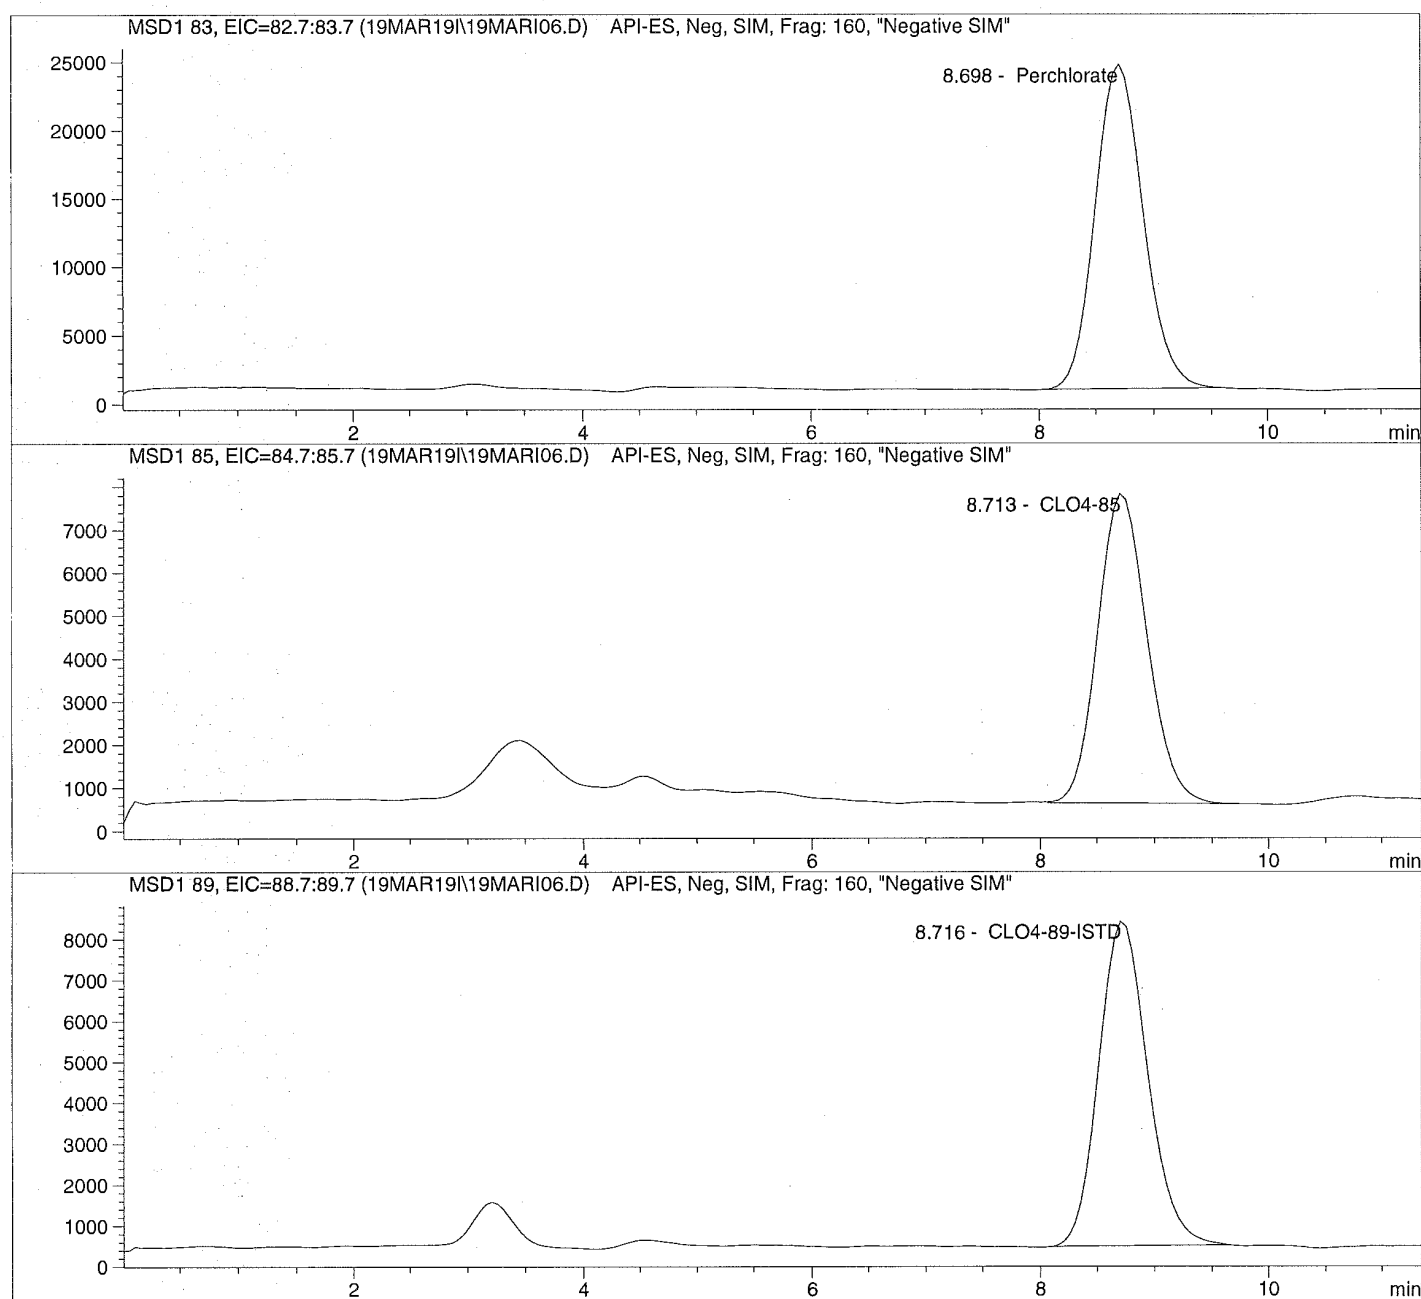 MSD1 83, EIC=82.7:83.7 (19MAR19I\19MARI06.D) API-ES, Neg, SIM, Frag: 160, "Negative SIM"
25000
8.698 - Perchlorate
20000
15000
10000
5000
0
2 4 6 8 10 min
MSD1 85, EIC=84.7:85.7 (19MAR19I\19MARI06.D) API-ES, Neg, SIM, Frag: 160, "Negative SIM"
8.713 - CLO4-85
7000
6000
5000
4000
3000
2000
1000
0
2 4 6 8 10 min
MSD1 89, EIC=88.7:89.7 (19MAR19I\19MARI06.D) API-ES, Neg, SIM, Frag: 160, "Negative SIM"
8.716 - CLO4-89-ISTD
8000
7000
6000
5000
4000
3000
2000
1000
0
2 4 6 8 10 min